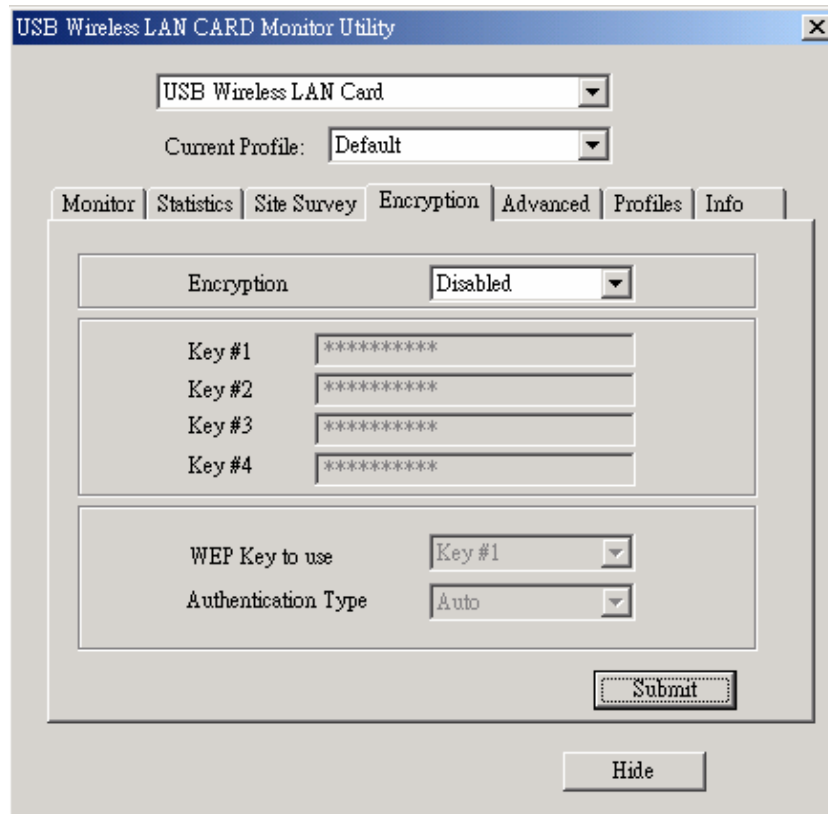 USB Wireless LAN CARD Monitor Utility
USB Wireless LAN Card
Current Profile: Default
Monitor Statistics Site Survey Encryption Advanced Profiles Info
Encryption Disabled
Key #1 **********
Key #2 **********
Key #3 **********
Key #4 **********
WEP Key to use Key #1
Authentication Type Auto
Submit
Hide